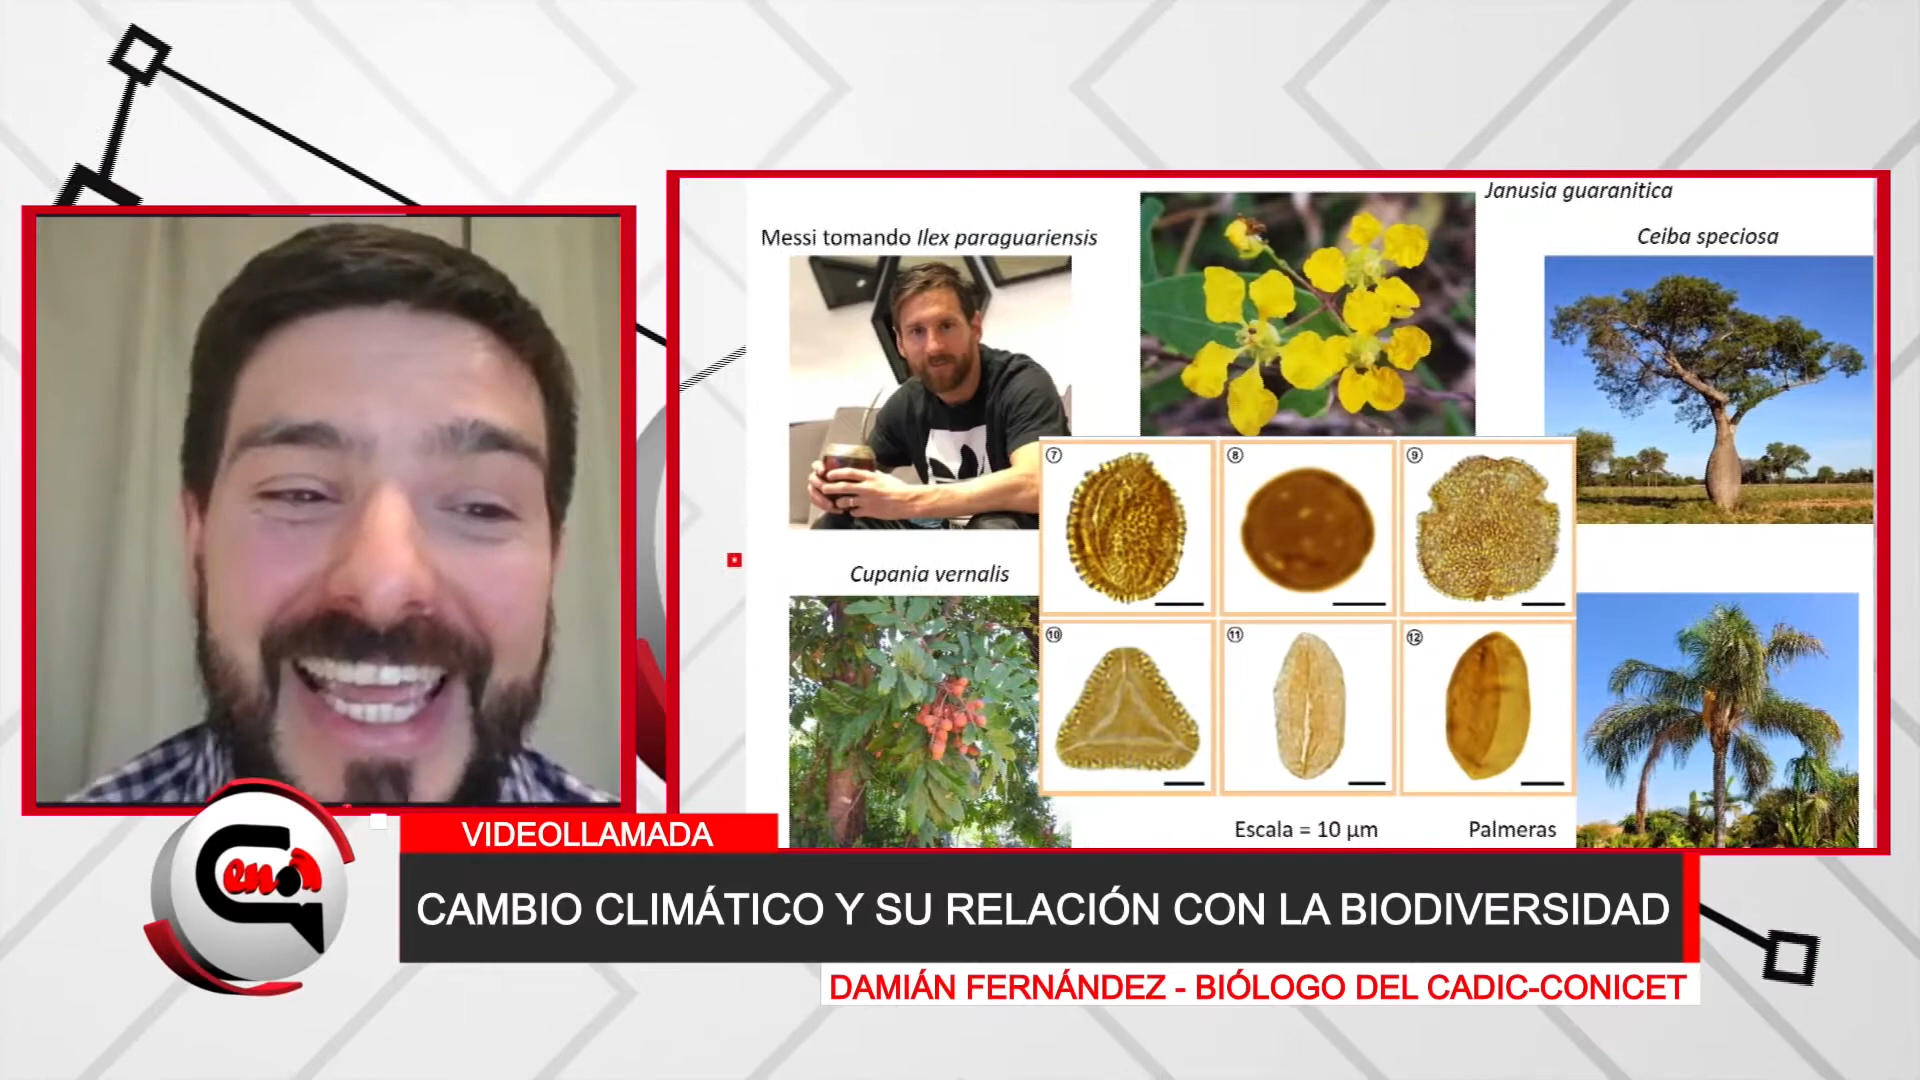 Janusia guaranitica
Messi tomando Ilex paraguariensis
Ceiba speciosa
7
8
9
Cupania vernalis
10
11
12
Escala = 10 µm
Palmeras
VIDEOLLAMADA
en
CAMBIO CLIMÁTICO Y SU RELACIÓN CON LA BIODIVERSIDAD
DAMIÁN FERNÁNDEZ - BIÓLOGO DEL CADIC-CONICET